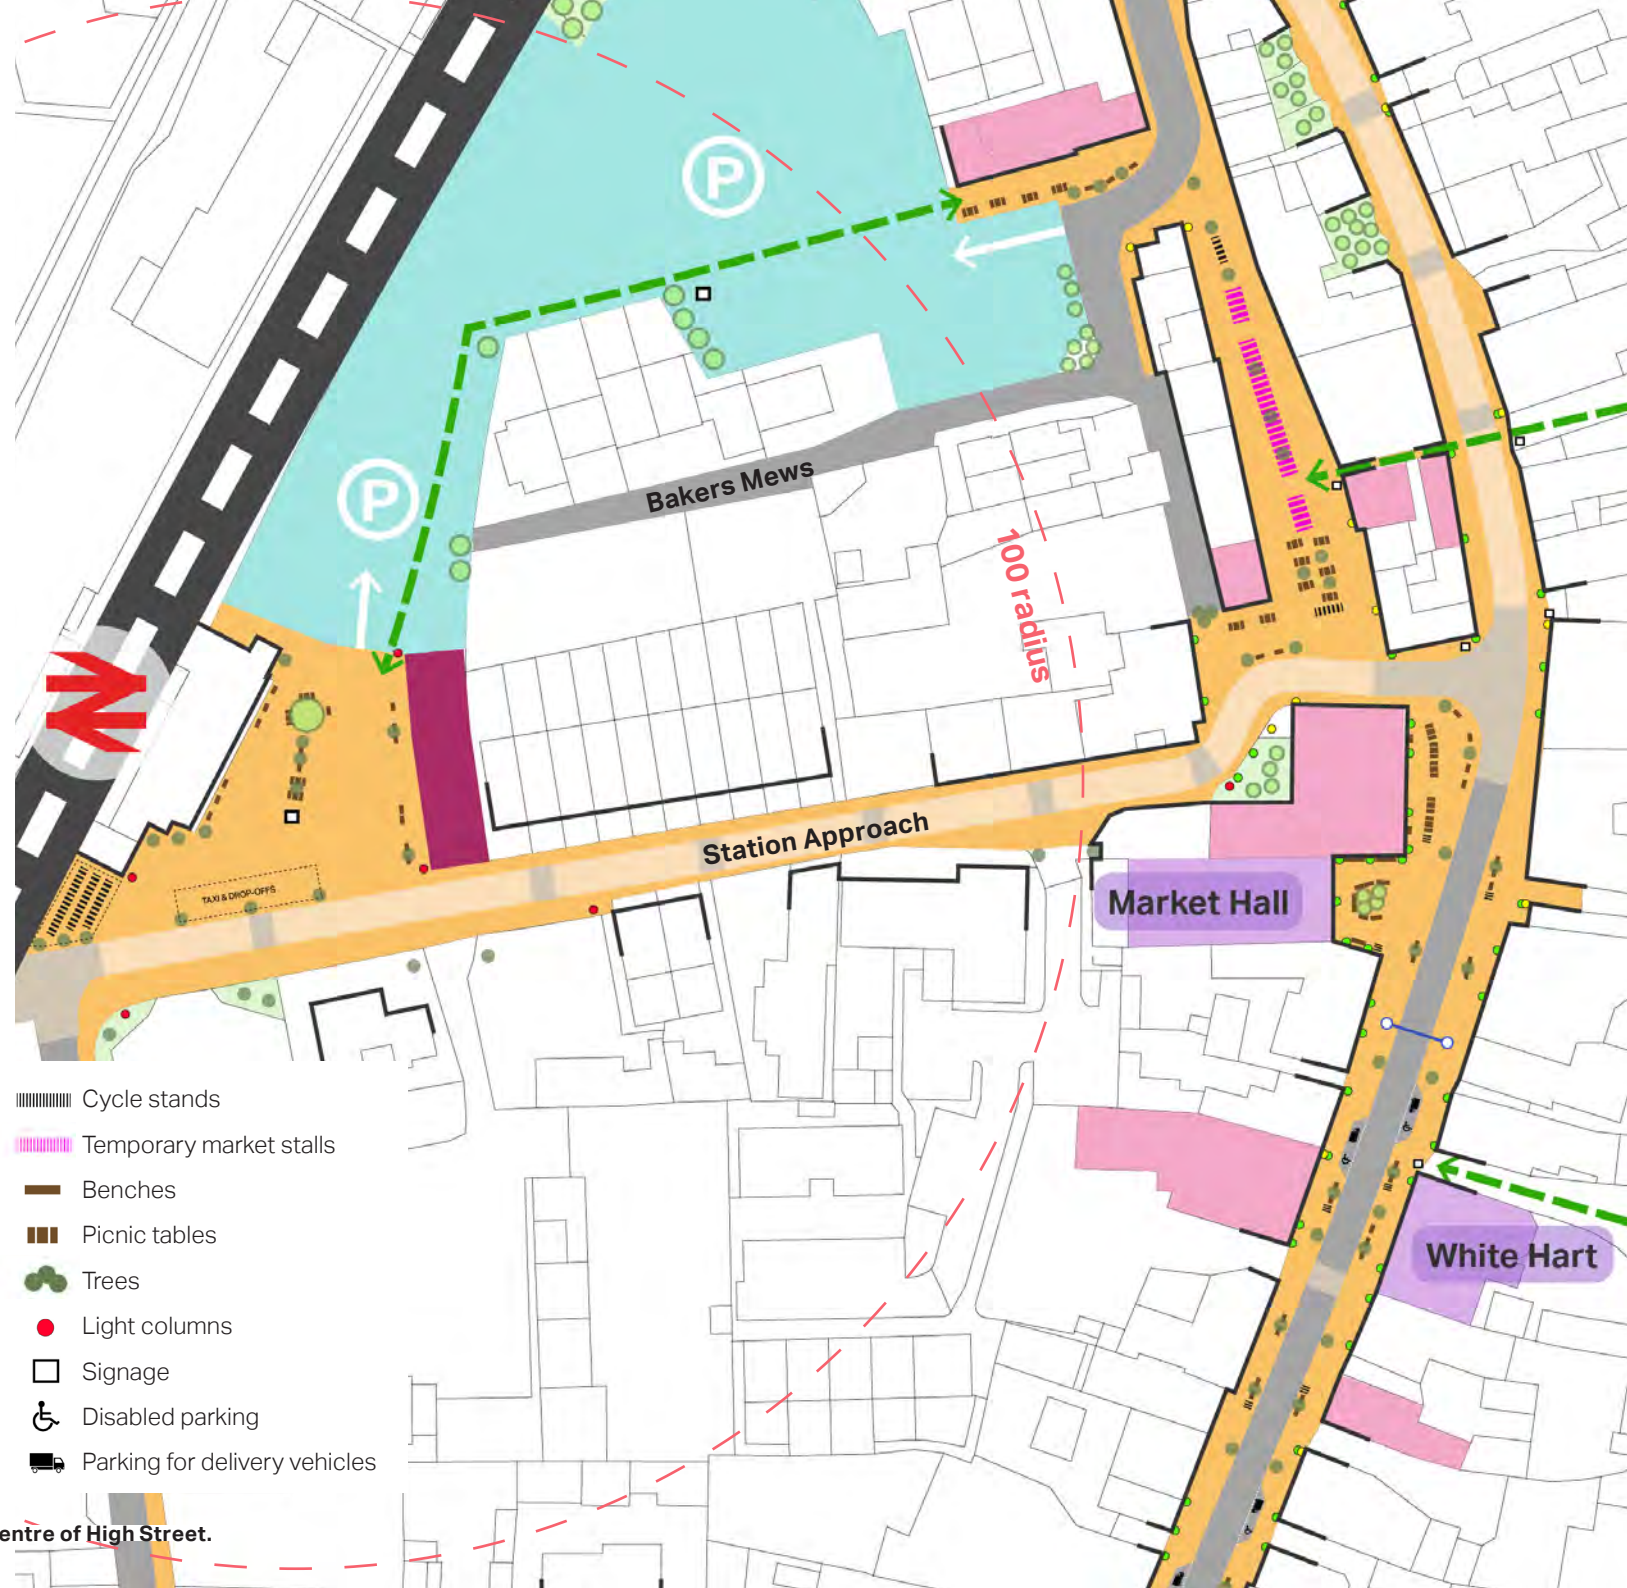 P
P
Bakers Mews
100 radius
Station Approach
TAXI & DROP-OFFS
Market Hall
White Hart
Cycle stands
Temporary market stalls
Benches
Picnic tables
Trees
Light columns
Signage
Disabled parking
Parking for delivery vehicles
entre of High Street.